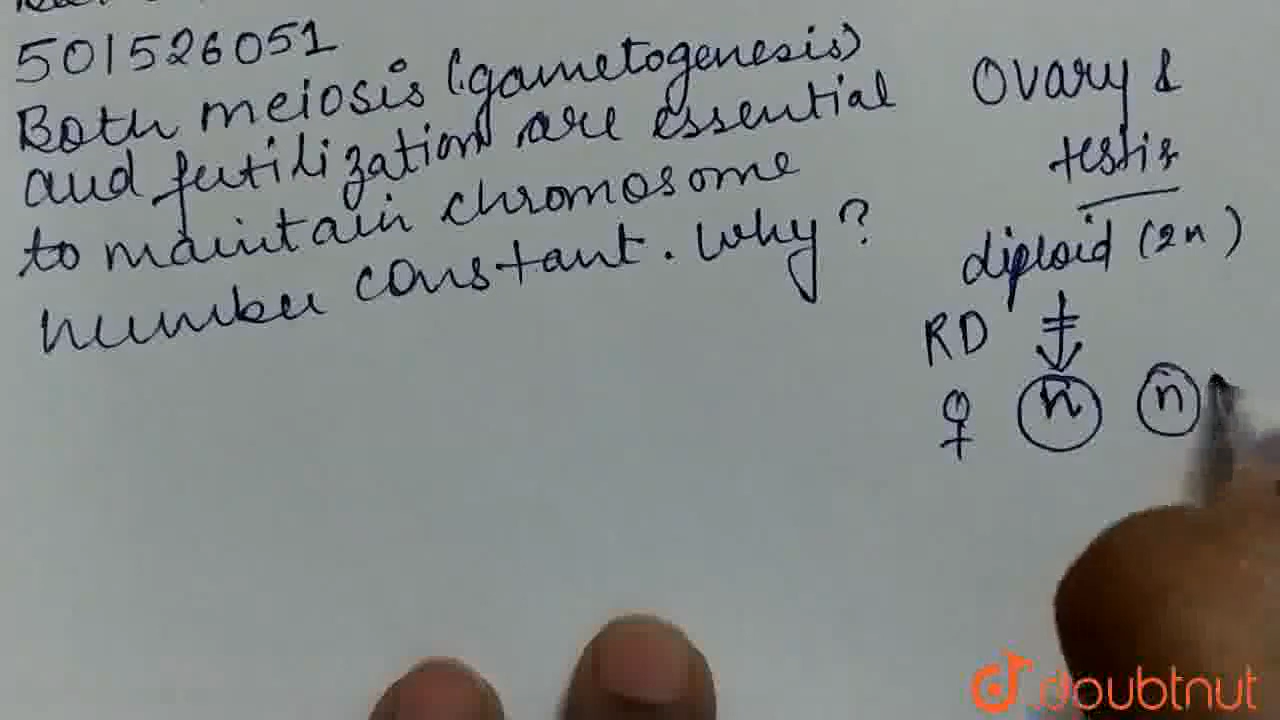 501526051
Both meiosis (gametogenesis)
and fertilization are essential
to maintain chromosome
number constant. Why?
Ovary &
testis
diploid (2n)
RD
♀ n n
doubtnut